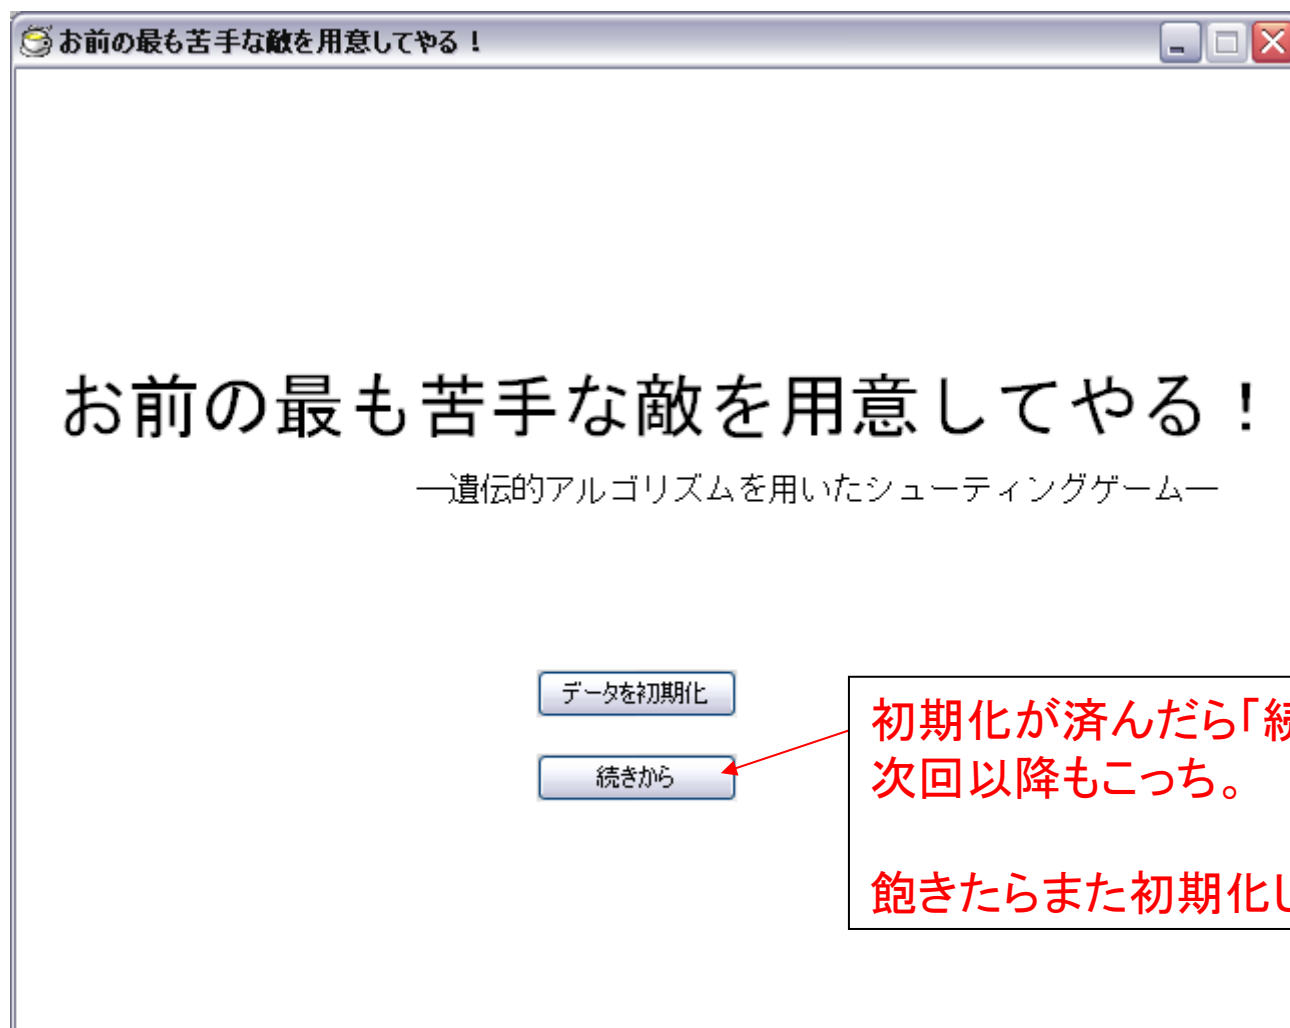 お前の最も苦手な敵を用意してやる！
お前の最も苦手な敵を用意してやる！
―遺伝的アルゴリズムを用いたシューティングゲーム―
データを初期化
続きから
初期化が済んだら「続
次回以降もこっち。
飽きたらまた初期化し